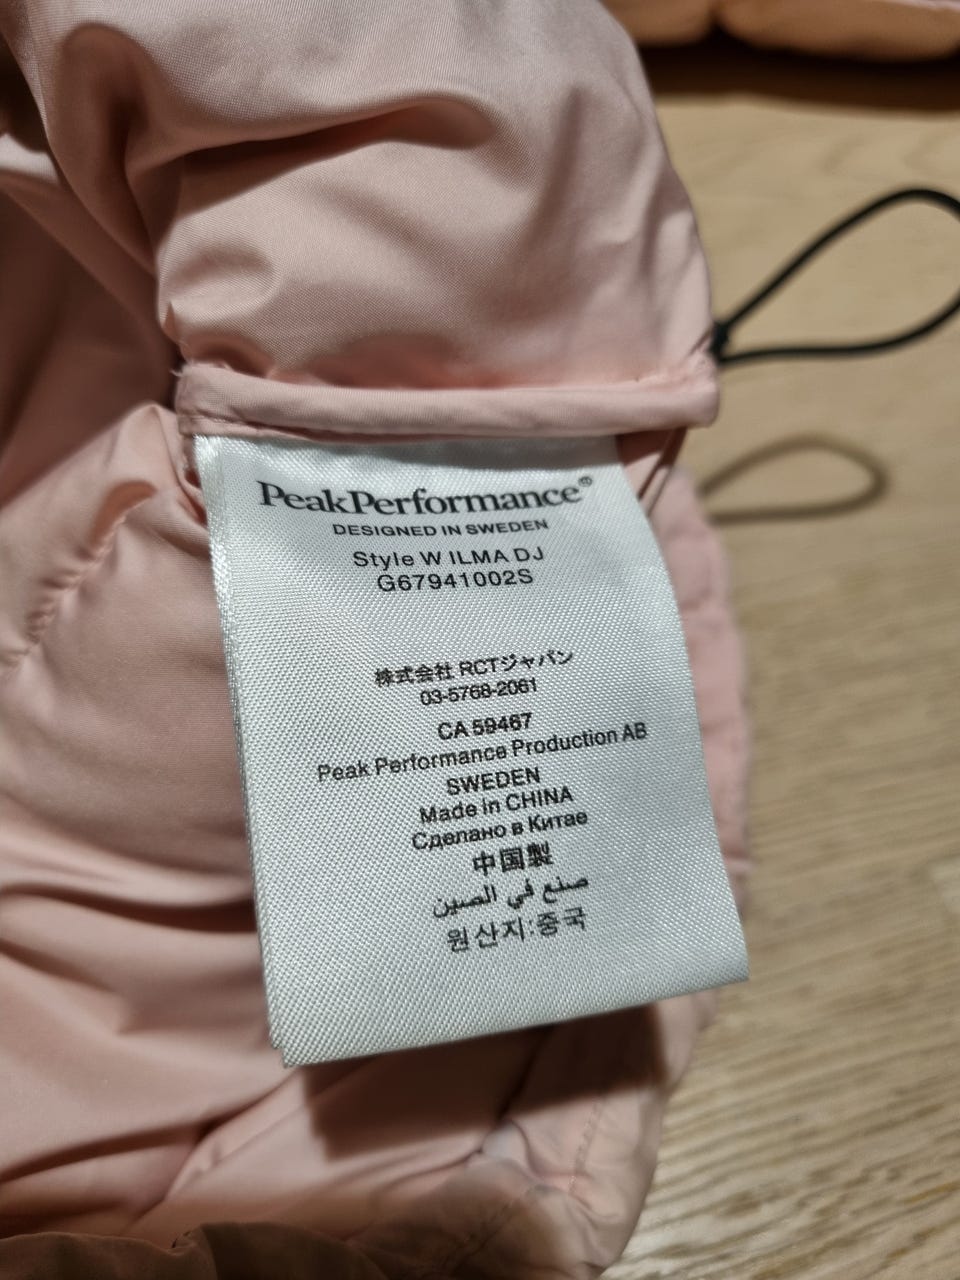 PeakPerformance®
DESIGNED IN SWEDEN
Style W ILMA DJ
G67941002S
株式会社 RCTジャパン
03-5768-2061
CA 59467
Peak Performance Production AB
SWEDEN
Made in CHINA
Сделано в Китае
中国製
صنع في الصين
원산지:중국